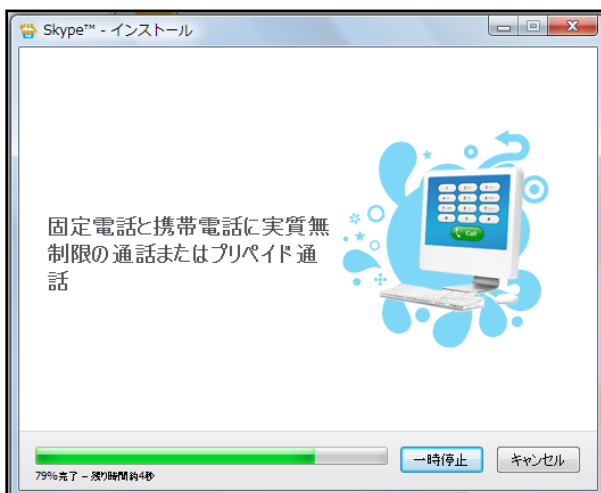 Skype™ - インストール
固定電話と携帯電話に実質無
制限の通話またはプリペイド通
話
Call
79%完了 – 残り時間約4秒
一時停止
キャンセル